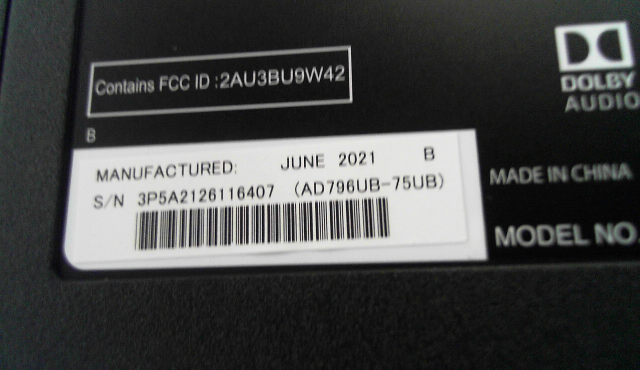 Contains FCC ID :2AU3BU9W42
DOLBY
AUDIO
B
MANUFACTURED: JUNE 2021 B
S/N 3P5A2126116407 (AD796UB-75UB)
MADE IN CHINA
MODEL NO.